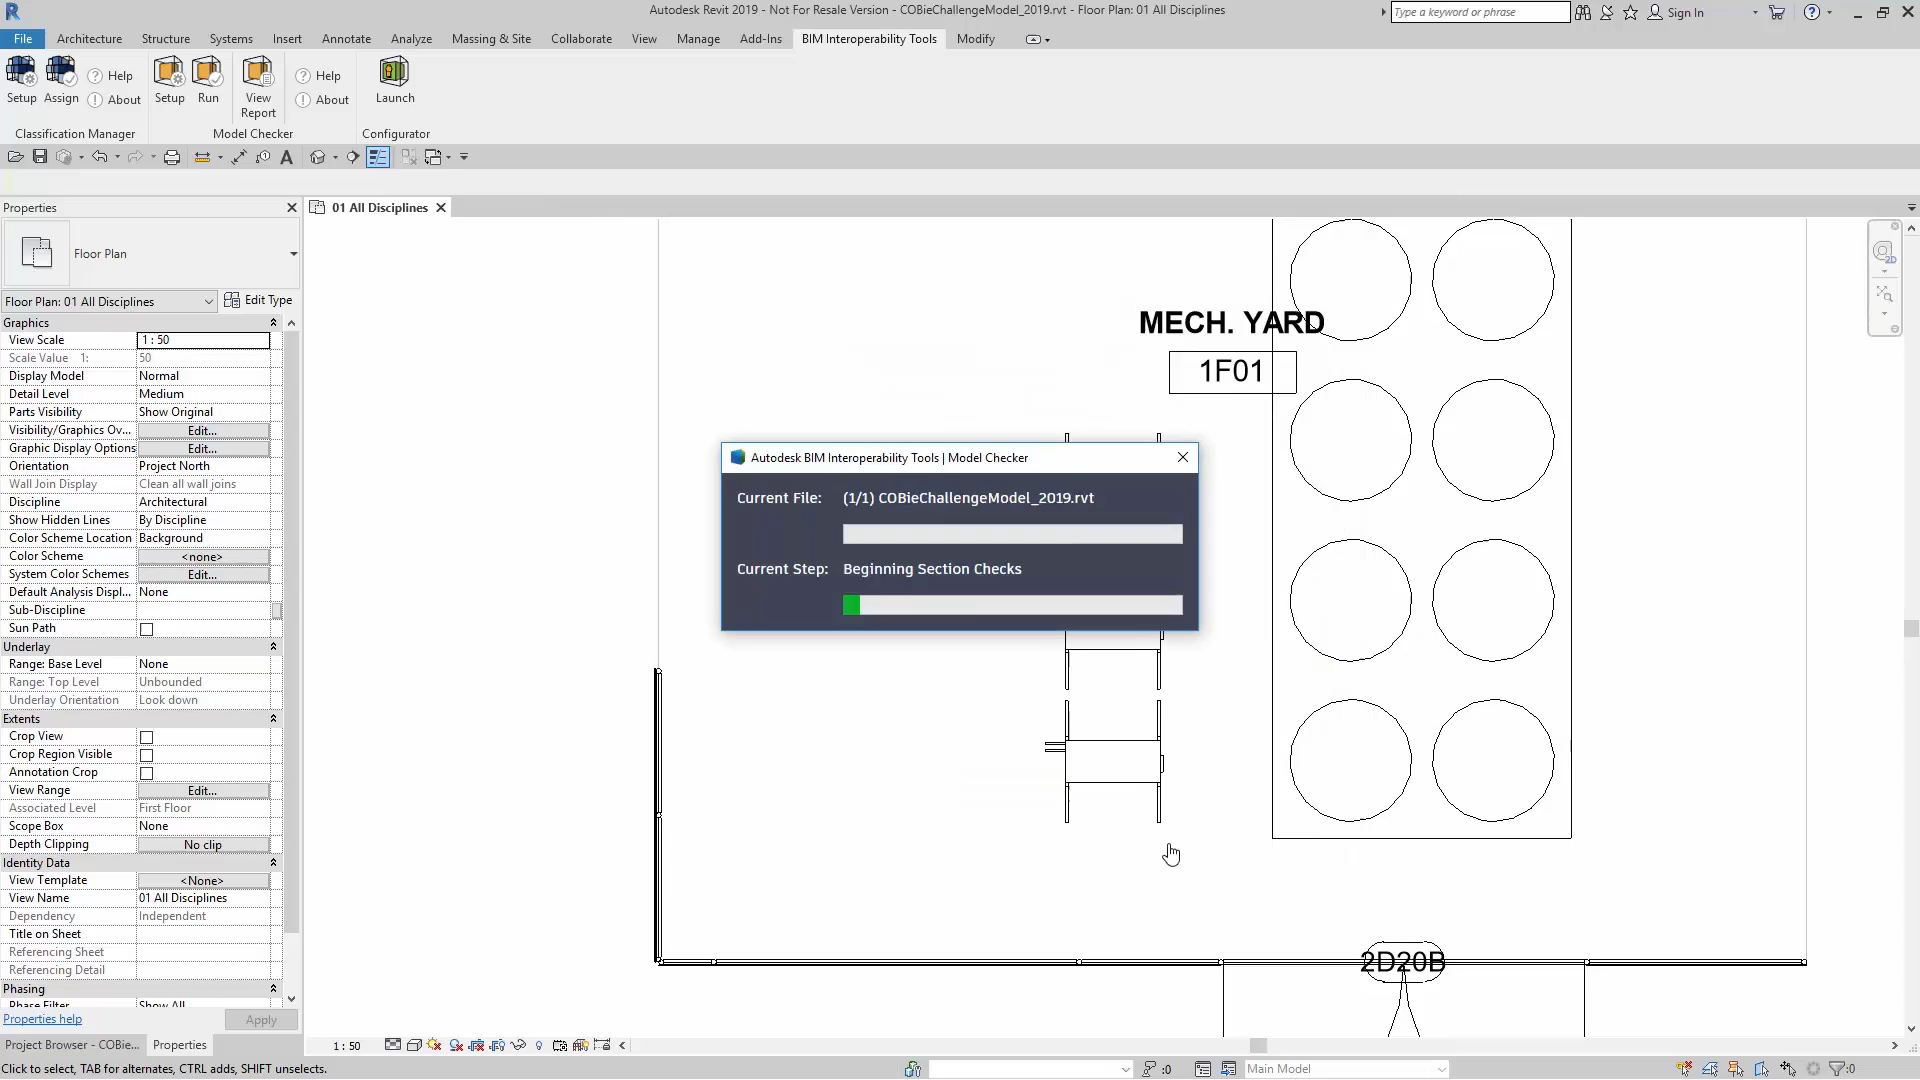 Autodesk Revit 2019 - Not For Resale Version - COBieChallengeModel_2019.rvt - Floor Plan: 01 All Disciplines
Type a keyword or phrase
Sign In
File Architecture Structure Systems Insert Annotate Analyze Massing & Site Collaborate View Manage Add-Ins BIM Interoperability Tools Modify
Setup Assign Help About Setup Run View Report Help About Launch
Classification Manager Model Checker Configurator
Properties
01 All Disciplines
Floor Plan
Floor Plan: 01 All Disciplines Edit Type
Graphics
View Scale 1 : 50
Scale Value 1: 50
Display Model Normal
Detail Level Medium
Parts Visibility Show Original
Visibility/Graphics Ov... Edit...
Graphic Display Options Edit...
Orientation Project North
Wall Join Display Clean all wall joins
Discipline Architectural
Show Hidden Lines By Discipline
Color Scheme Location Background
Color Scheme <none>
System Color Schemes Edit...
Default Analysis Displ... None
Sub-Discipline
Sun Path
Underlay
Range: Base Level None
Range: Top Level Unbounded
Underlay Orientation Look down
Extents
Crop View
Crop Region Visible
Annotation Crop
View Range Edit...
Associated Level First Floor
Scope Box None
Depth Clipping No clip
Identity Data
View Template <None>
View Name 01 All Disciplines
Dependency Independent
Title on Sheet
Referencing Sheet
Referencing Detail
Phasing
Phase Filter Show All
Properties help Apply
Project Browser - COBie... Properties
MECH. YARD
1F01
Autodesk BIM Interoperability Tools | Model Checker
Current File: (1/1) COBieChallengeModel_2019.rvt
Current Step: Beginning Section Checks
2D20B
1 : 50
Click to select, TAB for alternates, CTRL adds, SHIFT unselects.
:0
Main Model
:0